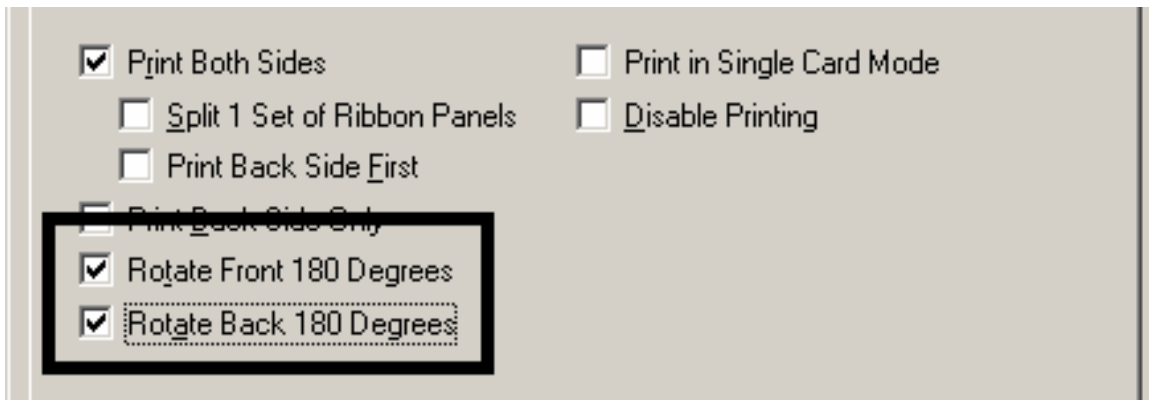 Print Both Sides
Split 1 Set of Ribbon Panels
Print Back Side First
Print Back Side Only
Rotate Front 180 Degrees
Rotate Back 180 Degrees
Print in Single Card Mode
Disable Printing